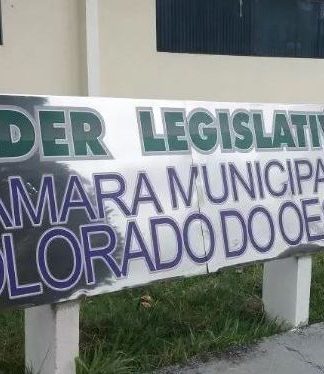 DER LEGISLATIV
AMARA MUNICIPA
OLORADO DO OES